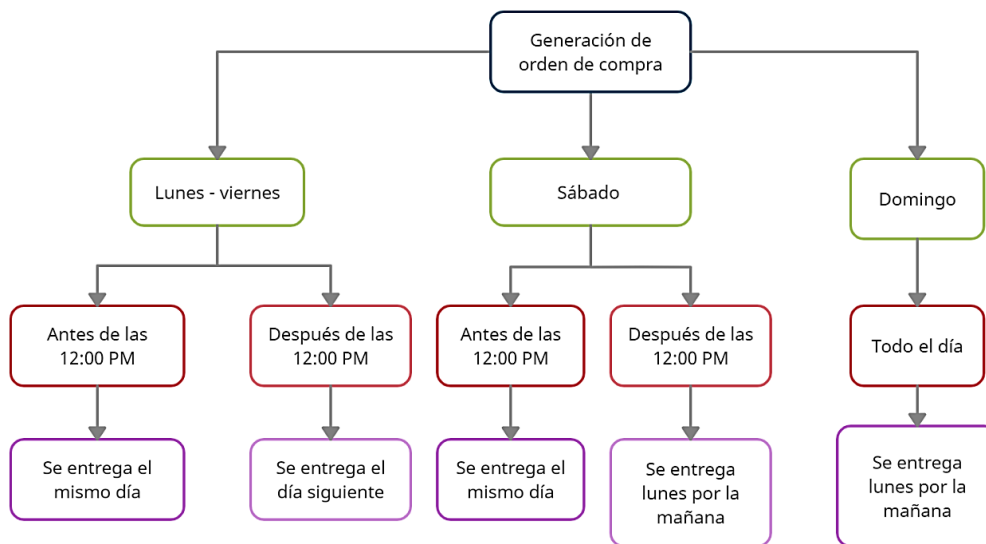 Generación de
orden de compra
Lunes - viernes
Sábado
Domingo
Antes de las
12:00 PM
Después de las
12:00 PM
Antes de las
12:00 PM
Después de las
12:00 PM
Todo el día
Se entrega el
mismo día
Se entrega el
día siguiente
Se entrega el
mismo día
Se entrega
lunes por la
mañana
Se entrega
lunes por la
mañana